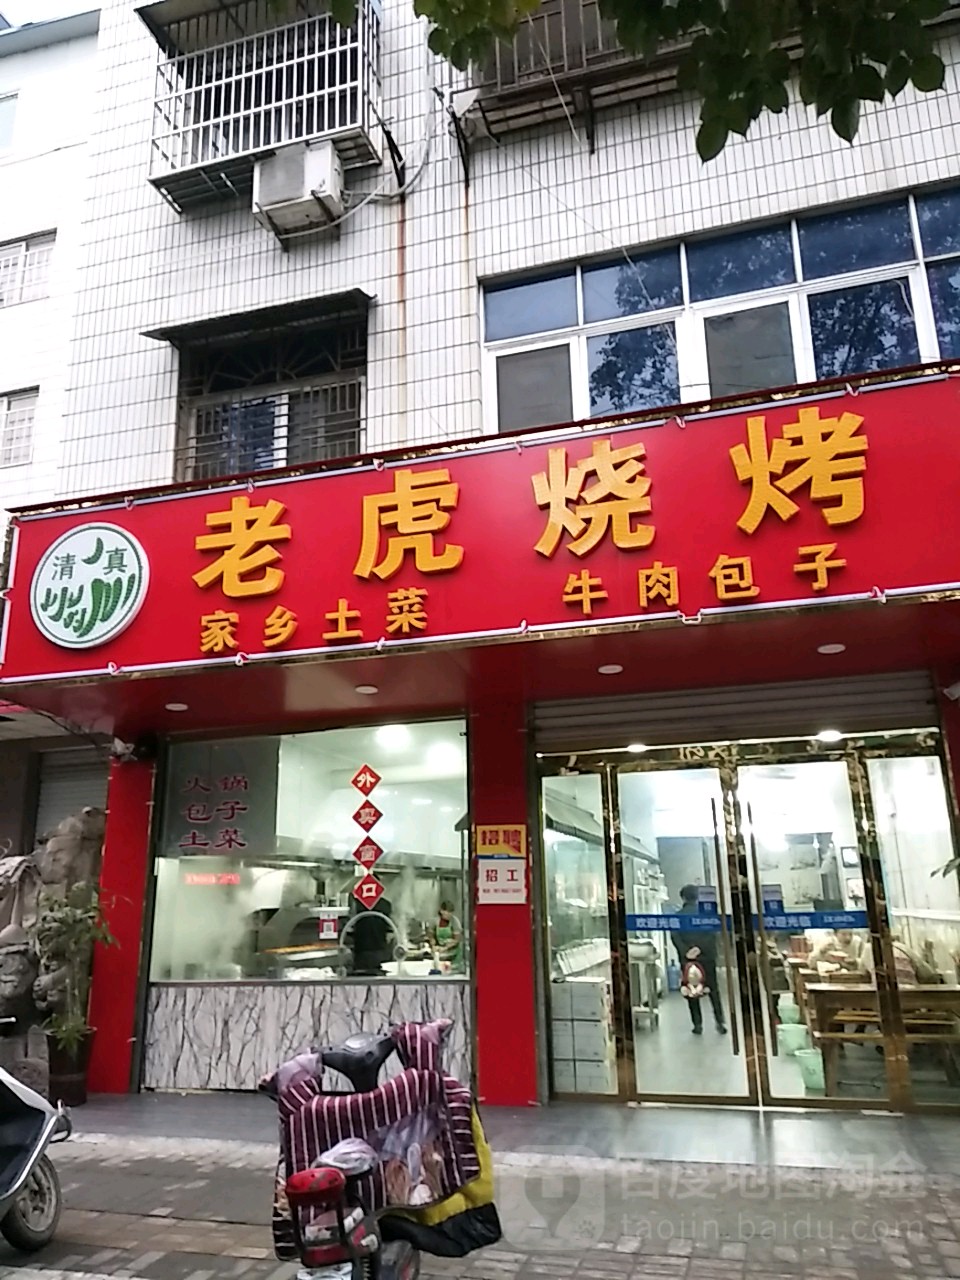 清真
老虎烧烤
家乡土菜 牛肉包子
火锅
包子
土菜
外卖窗口
招聘
招工
欢迎光临
欢迎光临
百度地图淘金
taojin.baidu.com